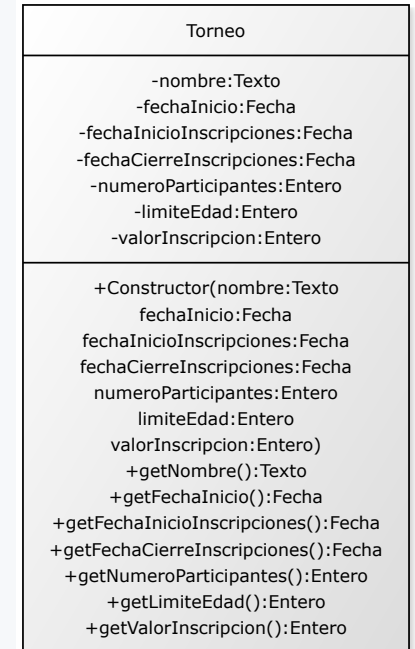 Torneo
-nombre:Texto
-fechaInicio:Fecha
-fechaInicioInscripciones:Fecha
-fechaCierreInscripciones:Fecha
-numeroParticipantes:Entero
-limiteEdad:Entero
-valorInscripcion:Entero
+Constructor(nombre:Texto
fechaInicio:Fecha
fechaInicioInscripciones:Fecha
fechaCierreInscripciones:Fecha
numeroParticipantes:Entero
limiteEdad:Entero
valorInscripcion:Entero)
+getNombre():Texto
+getFechaInicio():Fecha
+getFechaInicioInscripciones():Fecha
+getFechaCierreInscripciones():Fecha
+getNumeroParticipantes():Entero
+getLimiteEdad():Entero
+getValorInscripcion():Entero